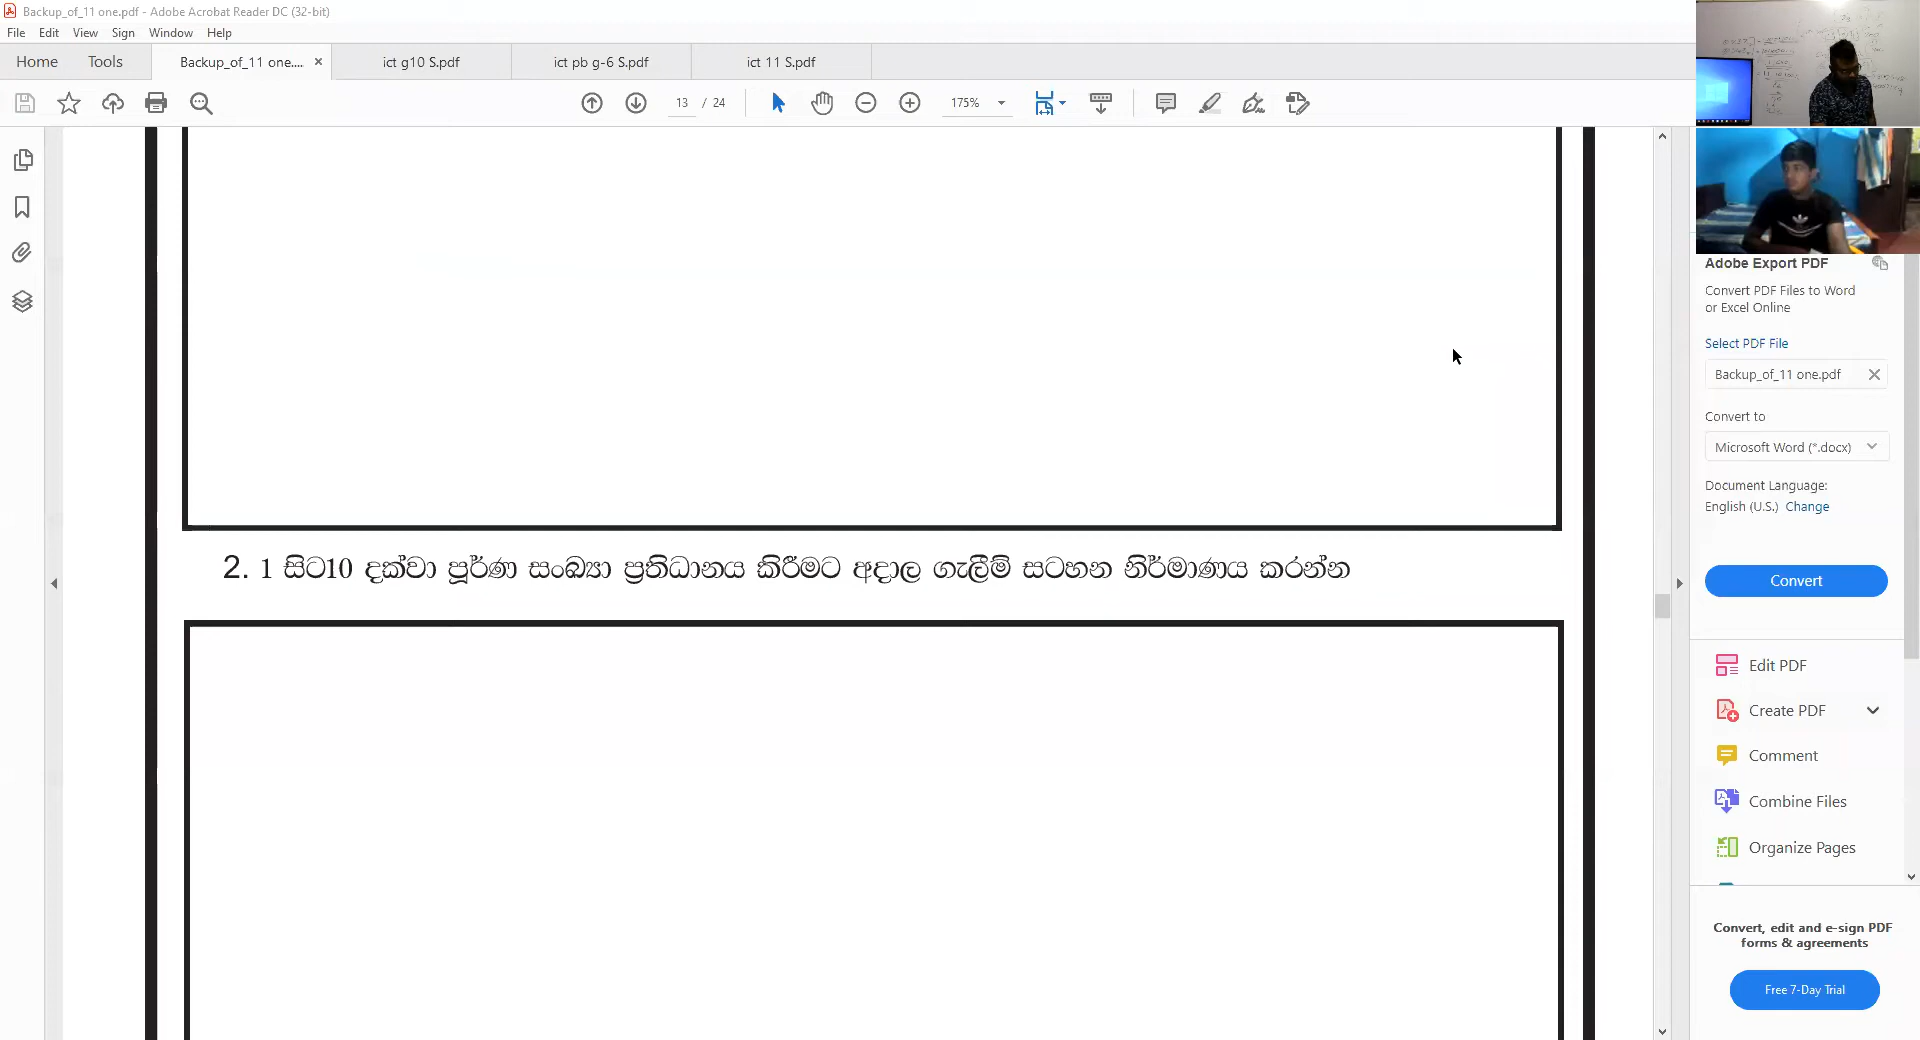 Backup_of_11 one.pdf - Adobe Acrobat Reader DC (32-bit)
File Edit View Sign Window Help
Home Tools Backup_of_11 one.... × ict g10 S.pdf ict pb g-6 S.pdf ict 11 S.pdf
13 / 24 175%
2. 1 සිට10 දක්වා පූර්ණ සංඛ්‍යා ප්‍රතිධානය කිරීමට අදාල ගැලීම් සටහන නිර්මාණය කරන්න
Adobe Export PDF
Convert PDF Files to Word
or Excel Online
Select PDF File
Backup_of_11 one.pdf
Convert to
Microsoft Word (*.docx)
Document Language:
English (U.S.) Change
Convert
Edit PDF
Create PDF
Comment
Combine Files
Organize Pages
Convert, edit and e-sign PDF
forms & agreements
Free 7-Day Trial